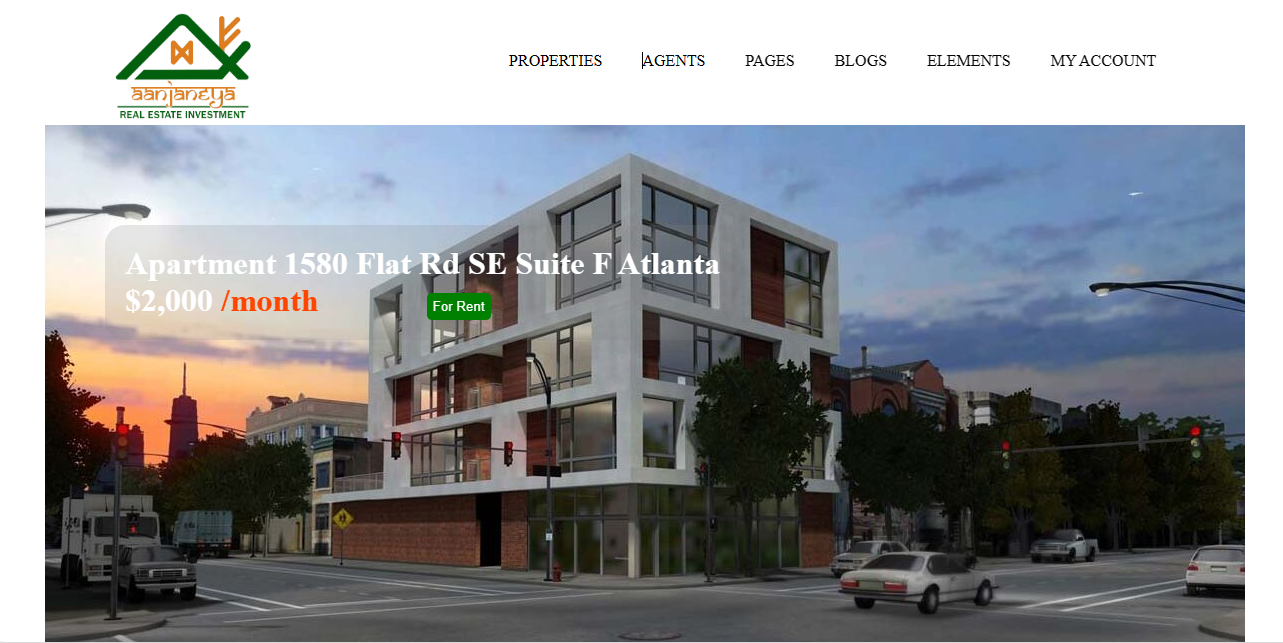 aanjaneya
REAL ESTATE INVESTMENT
PROPERTIES AGENTS PAGES BLOGS ELEMENTS MY ACCOUNT
Apartment 1580 Flat Rd SE Suite F Atlanta
$2,000 /month For Rent